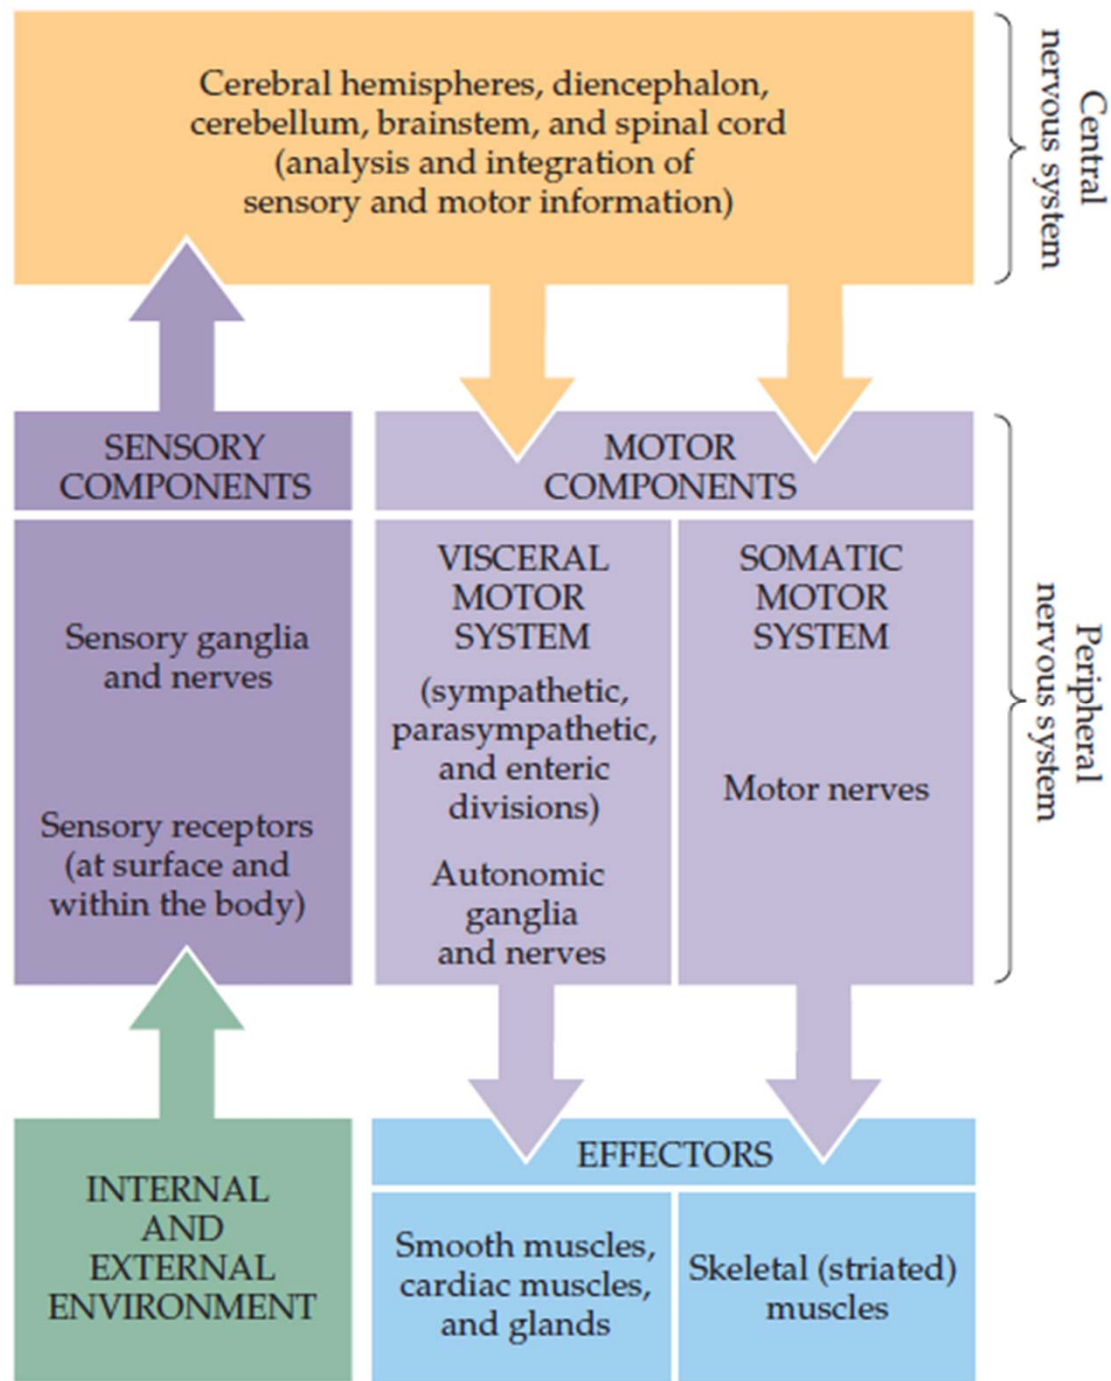 Cerebral hemispheres, diencephalon,
cerebellum, brainstem, and spinal cord
(analysis and integration of
sensory and motor information)
Central
nervous system
SENSORY
COMPONENTS
Sensory ganglia
and nerves
Sensory receptors
(at surface and
within the body)
MOTOR
COMPONENTS
VISCERAL
MOTOR
SYSTEM
(sympathetic,
parasympathetic,
and enteric
divisions)
Autonomic
ganglia
and nerves
SOMATIC
MOTOR
SYSTEM
Motor nerves
Peripheral
nervous system
INTERNAL
AND
EXTERNAL
ENVIRONMENT
EFFECTORS
Smooth muscles,
cardiac muscles,
and glands
Skeletal (striated)
muscles